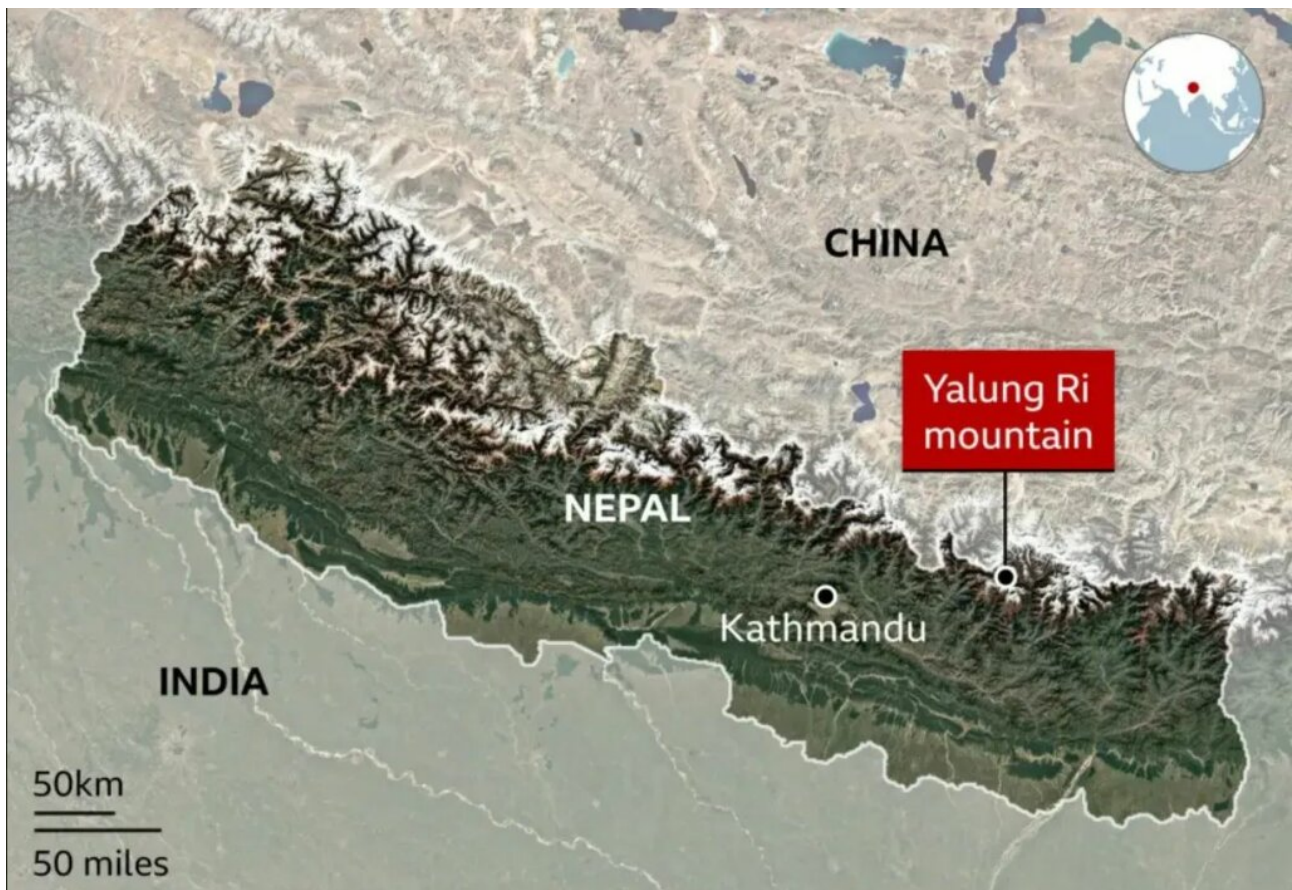 CHINA
Yalung Ri
mountain
NEPAL
Kathmandu
INDIA
50km
50 miles